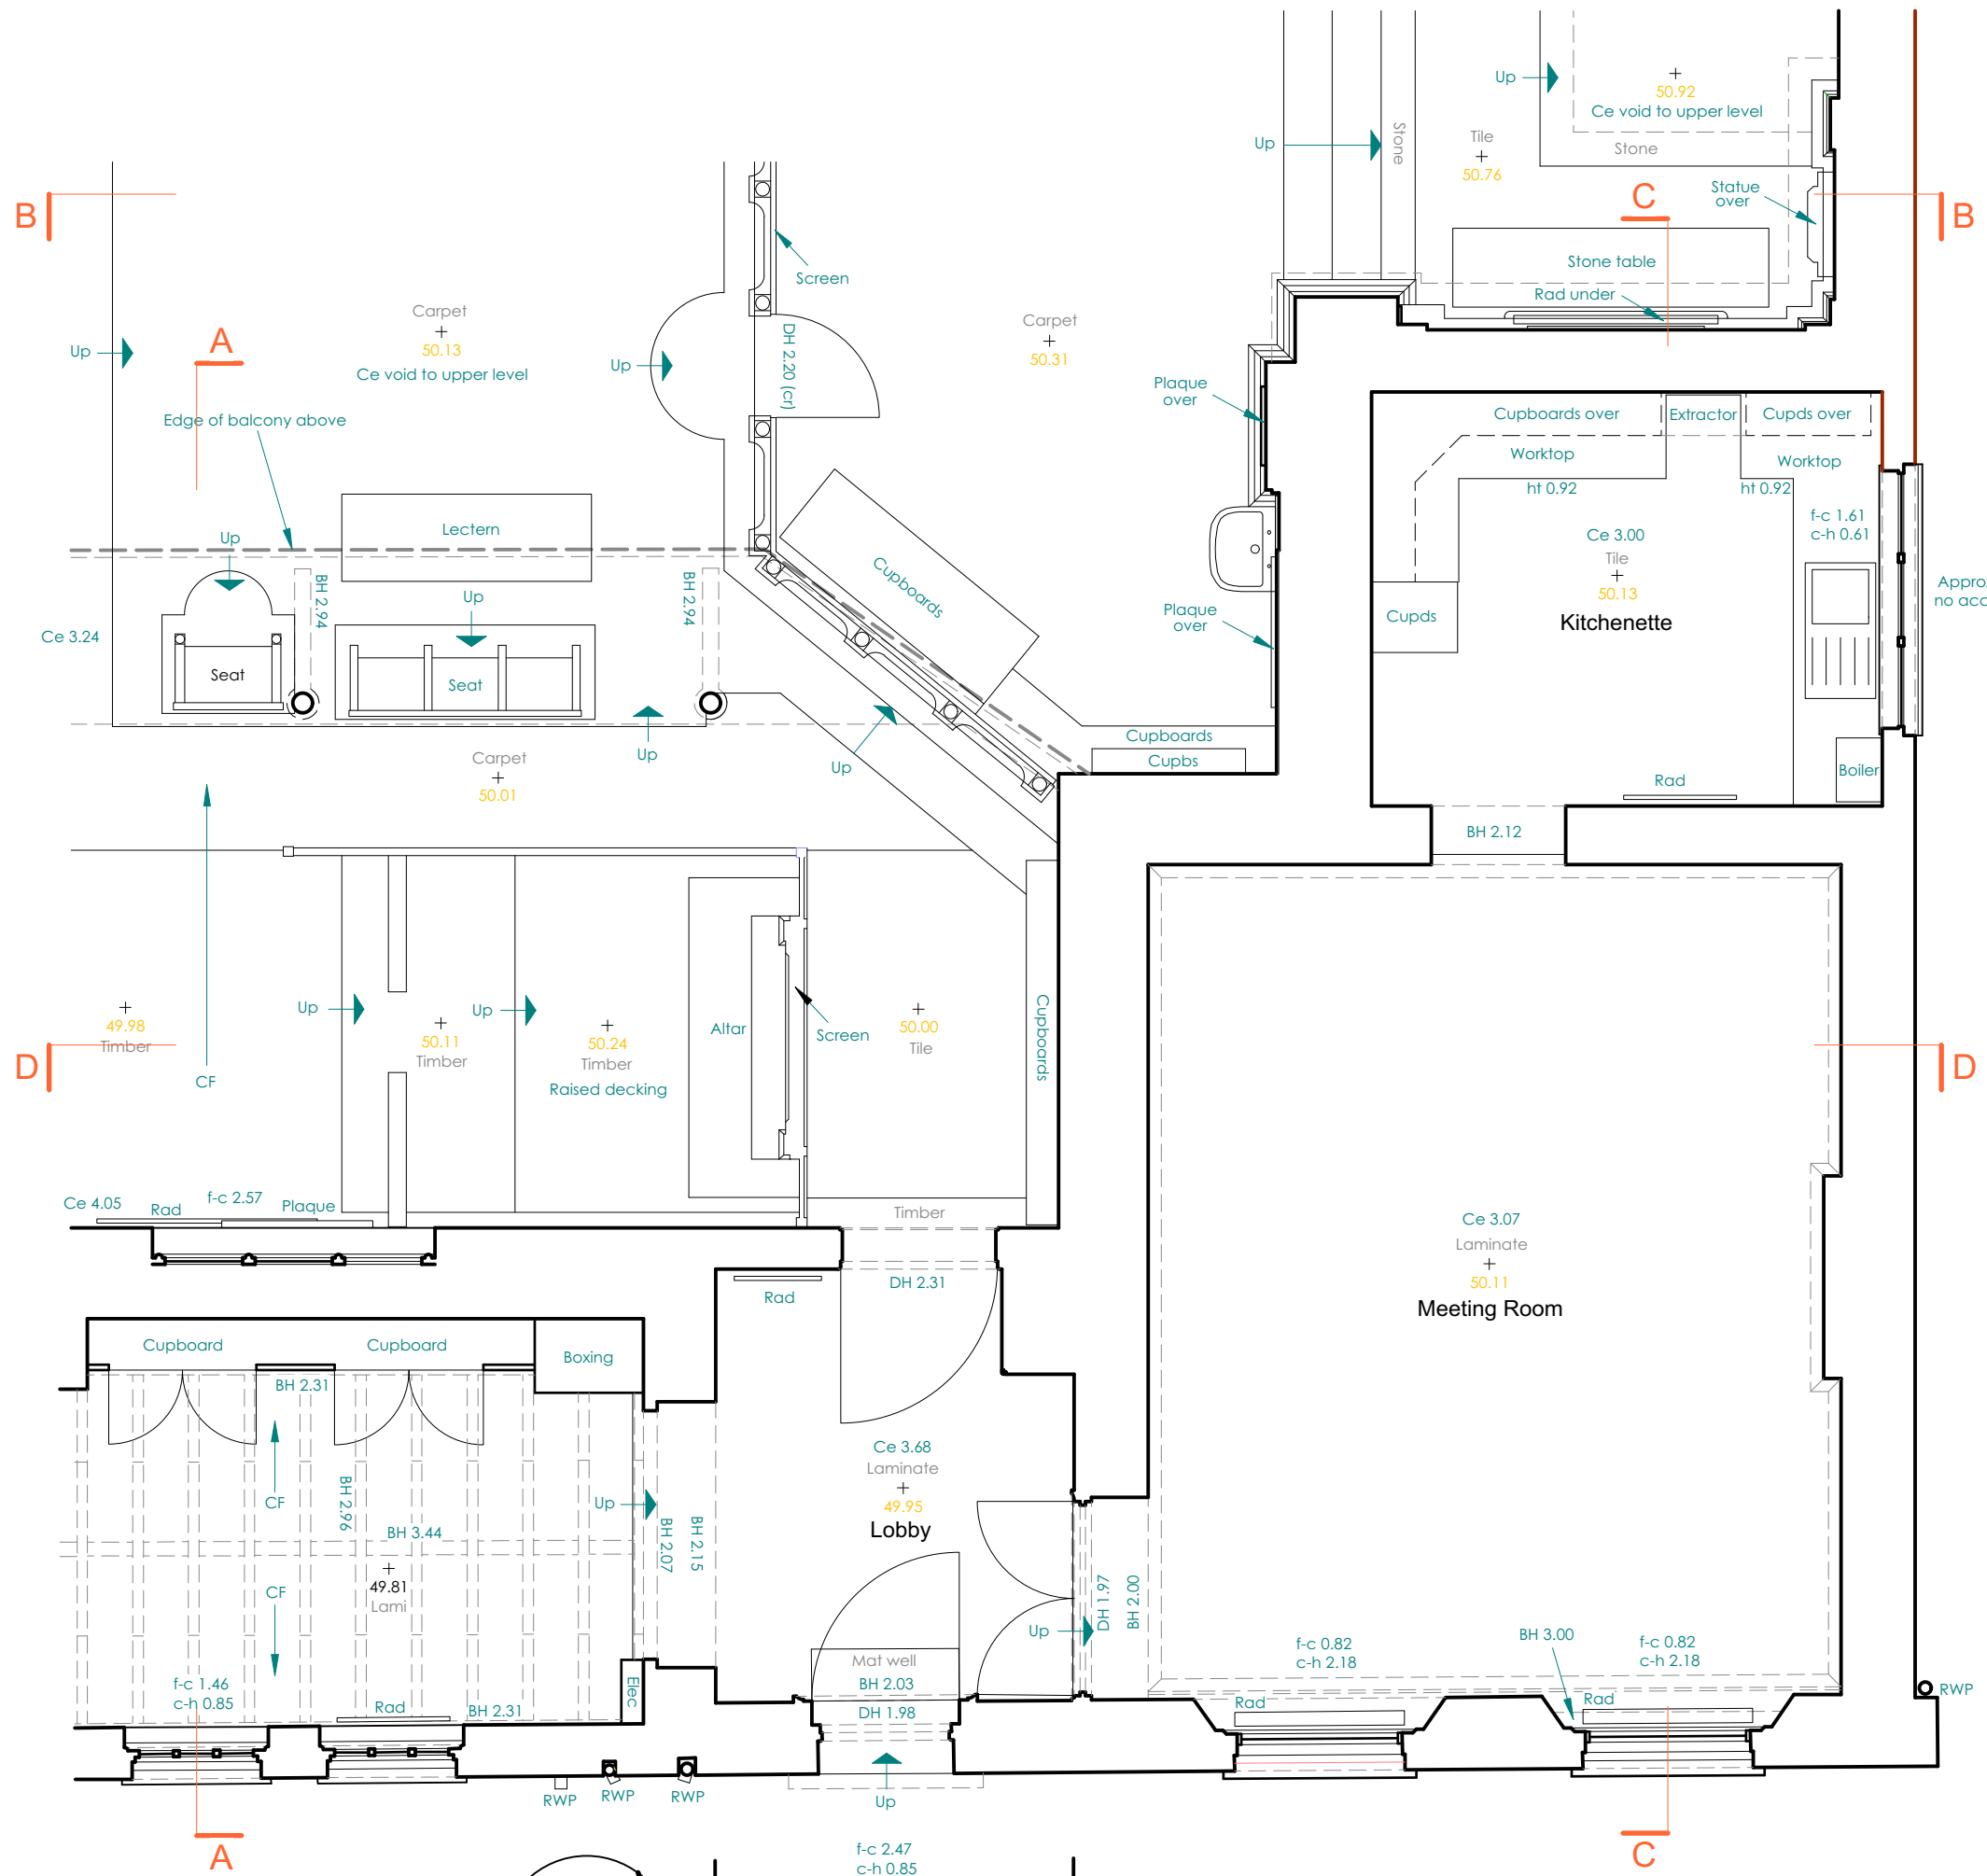 Up
50.92
Ce void to upper level
Stone
Tile
50.76
Up
Stone
Statue
over
C
B
B
Stone table
Rad under
Screen
Carpet
50.13
Ce void to upper level
Up
A
Up
DH 2.20 (cr)
Carpet
50.31
Edge of balcony above
Plaque
over
Cupboards over
Extractor
Cupds over
Worktop
Worktop
ht 0.92
ht 0.92
f-c 1.61
c-h 0.61
Ce 3.00
Tile
50.13
Kitchenette
Approx
no acc
Lectern
Up
BH 2.94
Up
BH 2.94
Cupboards
Plaque
over
Cupds
Ce 3.24
Seat
Seat
Up
Up
Cupboards
Cupbs
Boiler
Rad
Carpet
50.01
BH 2.12
49.98
Timber
Up
50.11
Timber
Up
50.24
Timber
Raised decking
Altar
Screen
50.00
Tile
Cupboards
D
D
CF
Ce 4.05
Rad
f-c 2.57
Plaque
Timber
Ce 3.07
Laminate
50.11
Meeting Room
DH 2.31
Rad
Cupboard
Cupboard
Boxing
BH 2.31
CF
BH 2.96
BH 3.44
Up
BH 2.07
BH 2.15
Ce 3.68
Laminate
49.95
Lobby
49.81
Lami
CF
DH 1.97
BH 2.00
Up
Mat well
BH 2.03
DH 1.98
f-c 0.82
c-h 2.18
BH 3.00
f-c 0.82
c-h 2.18
Rad
Rad
RWP
f-c 1.46
c-h 0.85
Rad
BH 2.31
Elec
RWP
RWP
RWP
Up
A
C
f-c 2.47
c-h 0.85